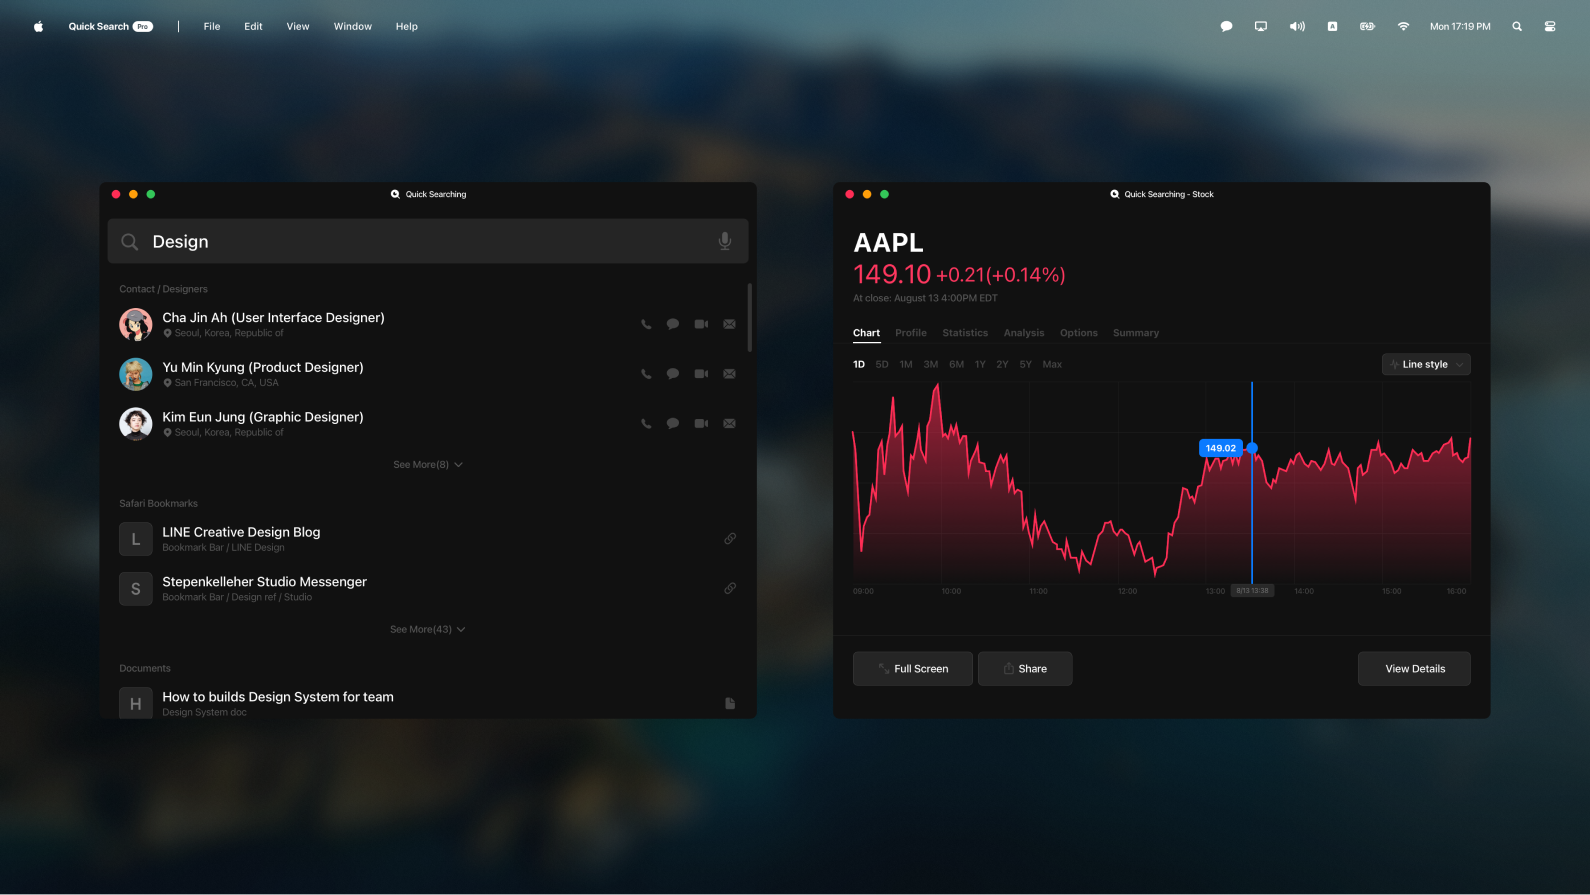 Quick Search Pro File Edit View Window Help
A Mon 17:19 PM
Quick Searching
Design
Contact / Designers
Cha Jin Ah (User Interface Designer)
Seoul, Korea, Republic of
Yu Min Kyung (Product Designer)
San Francisco, CA, USA
Kim Eun Jung (Graphic Designer)
Seoul, Korea, Republic of
See More(8)
Safari Bookmarks
L
LINE Creative Design Blog
Bookmark Bar / LINE Design
S
Stepenkelleher Studio Messenger
Bookmark Bar / Design ref / Studio
See More(43)
Documents
H
How to builds Design System for team
Design System doc
Quick Searching - Stock
AAPL
149.10 +0.21(+0.14%)
At close: August 13 4:00PM EDT
Chart Profile Statistics Analysis Options Summary
1D 5D 1M 3M 6M 1Y 2Y 5Y Max
Line style
149.02
09:00 10:00 11:00 12:00 13:00 8/13 13:38 14:00 15:00 16:00
Full Screen Share View Details